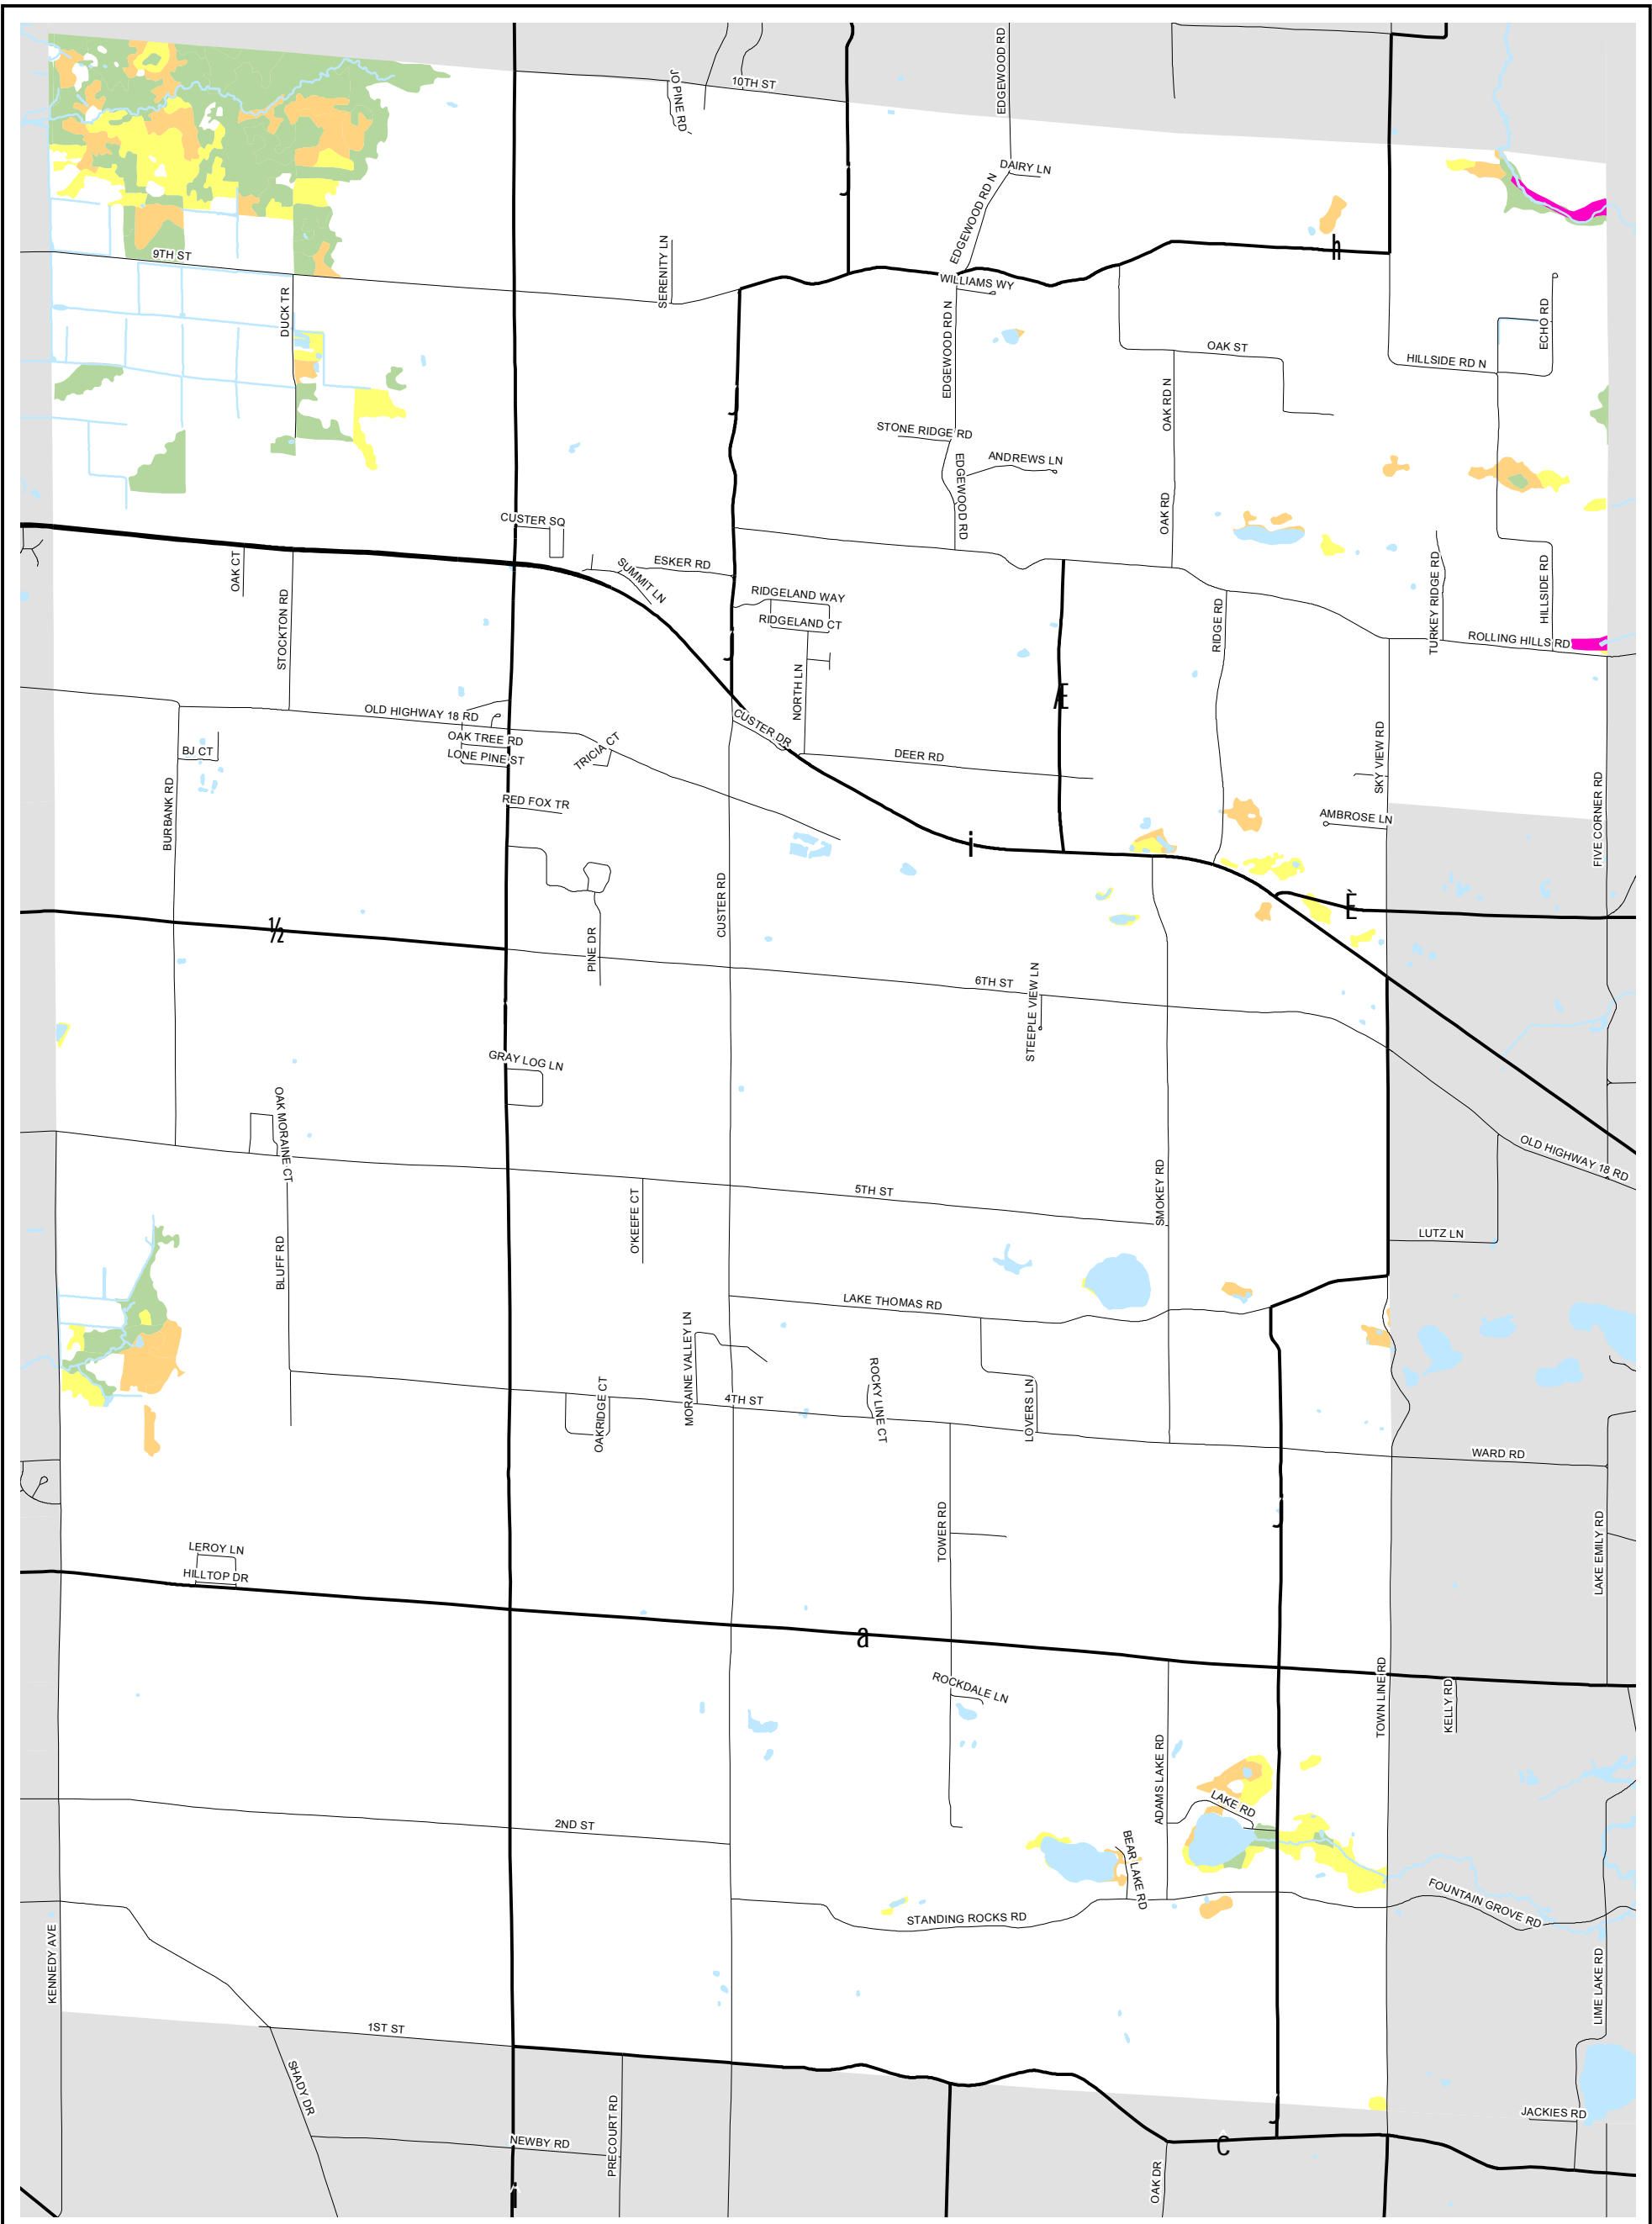 EDGEWOOD RD
10TH ST
JO PINE RD
DAIRY LN
EDGEWOOD RD N
J
h
9TH ST
SERENITY LN
WILLIAMS WY
DUCK TR
EDGEWOOD RD N
ECHO RD
OAK ST
HILLSIDE RD N
OAK RD N
J
STONE RIDGE RD
ANDREWS LN
EDGEWOOD RD
OAK RD
CUSTER SQ
OAK CT
ESKER RD
SUMMIT LN
RIDGELAND WAY
RIDGELAND CT
STOCKTON RD
RIDGE RD
TURKEY RIDGE RD
HILLSIDE RD
ROLLING HILLS RD
J
NORTH LN
Æ
OLD HIGHWAY 18 RD
CUSTER DR
OAK TREE RD
LONE PINE ST
TRICIA CT
BJ CT
DEER RD
SKY VIEW RD
BURBANK RD
RED FOX TR
AMBROSE LN
FIVE CORNER RD
i
CUSTER RD
È
½
PINE DR
6TH ST
STEEPLE VIEW LN
GRAY LOG LN
OAK MORAINE CT
OLD HIGHWAY 18 RD
5TH ST
SMOKEY RD
O'KEEFE CT
LUTZ LN
BLUFF RD
LAKE THOMAS RD
MORAINE VALLEY LN
ROCKY LINE CT
OAKRIDGE CT
4TH ST
LOVERS LN
WARD RD
J
TOWER RD
LAKE EMILY RD
LEROY LN
HILLTOP DR
a
ROCKDALE LN
TOWN LINE RD
KELLY RD
ADAMS LAKE RD
LAKE RD
2ND ST
BEAR LAKE RD
FOUNTAIN GROVE RD
STANDING ROCKS RD
KENNEDY AVE
LIME LAKE RD
1ST ST
SHADY DR
PRECOURT RD
J
JACKIES RD
NEWBY RD
C
OAK DR